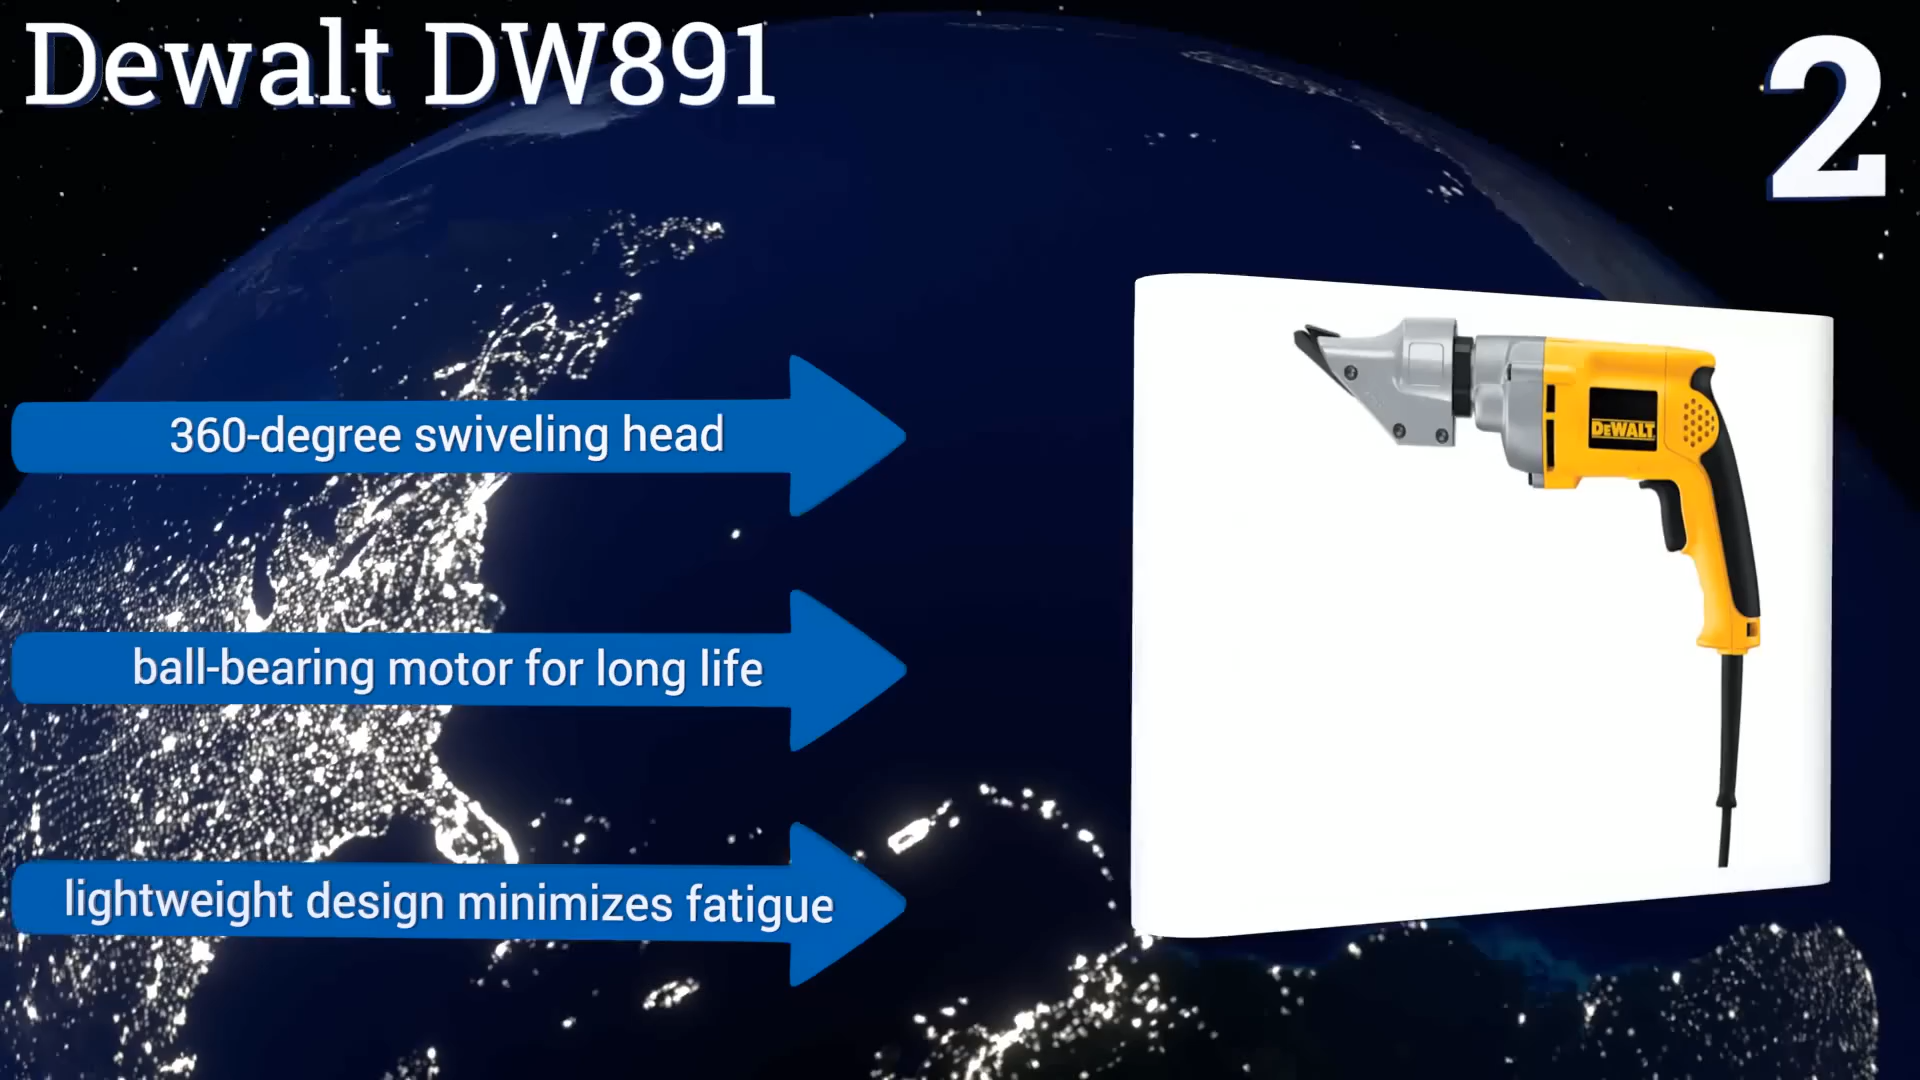 Dewalt DW891
2
360-degree swiveling head
ball-bearing motor for long life
lightweight design minimizes fatigue
DEWALT